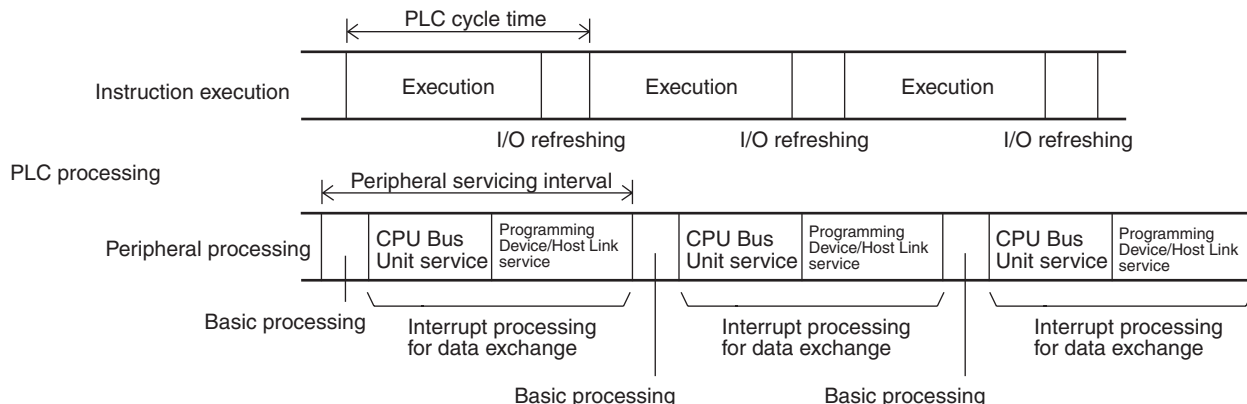 PLC cycle time
Instruction execution
Execution
Execution
Execution
I/O refreshing
I/O refreshing
I/O refreshing
PLC processing
Peripheral servicing interval
Peripheral processing
CPU Bus
Unit service
Programming
Device/Host Link
service
CPU Bus
Unit service
Programming
Device/Host Link
service
CPU Bus
Unit service
Programming
Device/Host Link
service
Basic processing
Interrupt processing
for data exchange
Interrupt processing
for data exchange
Interrupt processing
for data exchange
Basic processing
Basic processing